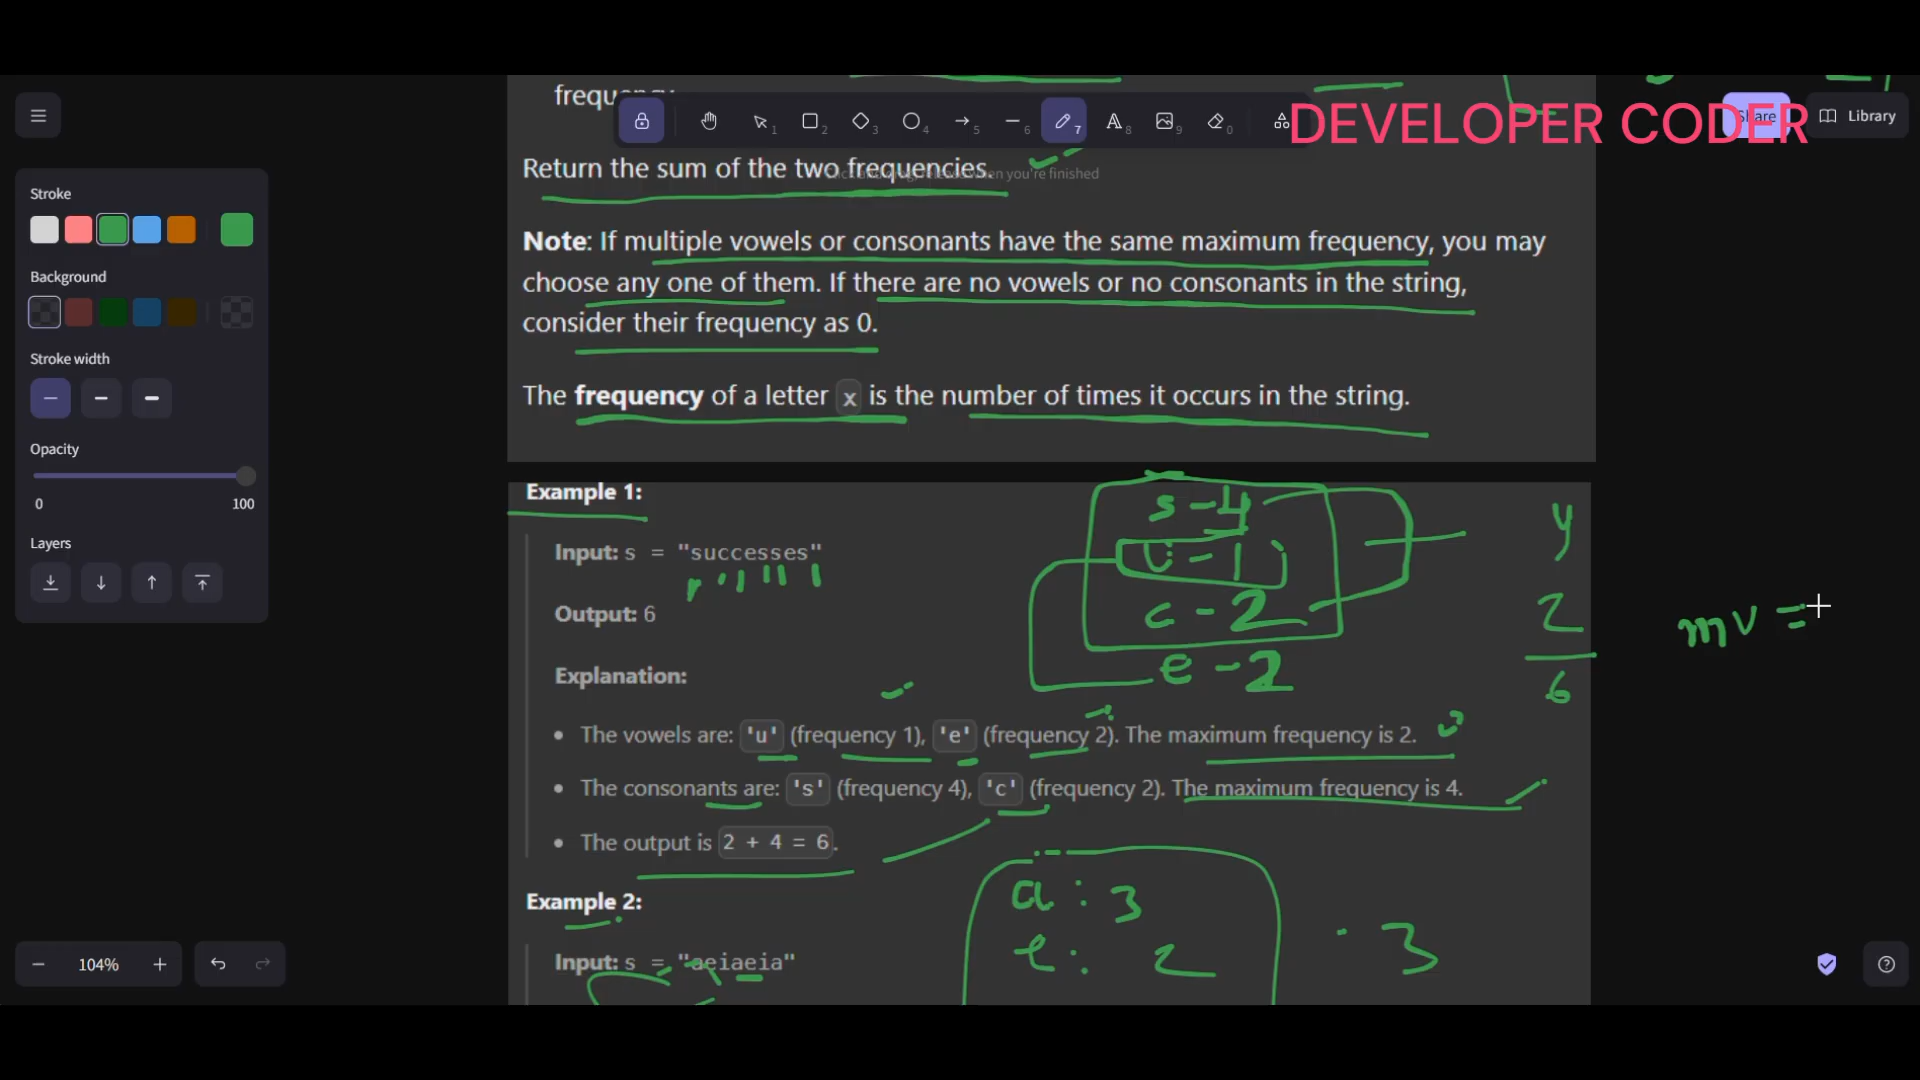 frequency
DEVELOPER CODER
Share
Library
Return the sum of the two frequencies.
Stroke
Note: If multiple vowels or consonants have the same maximum frequency, you may
choose any one of them. If there are no vowels or no consonants in the string,
consider their frequency as 0.
Background
Stroke width
The frequency of a letter x is the number of times it occurs in the string.
Opacity
0 100
Layers
Example 1:
s - 4
Input: s = "successes"
u - 1
Output: 6
c - 2
e - 2
y
2
6
mv =
Explanation:
The vowels are: 'u' (frequency 1), 'e' (frequency 2). The maximum frequency is 2.
The consonants are: 's' (frequency 4), 'c' (frequency 2). The maximum frequency is 4.
The output is 2 + 4 = 6.
Example 2:
a : 3
e : 2
3
Input: s = "aeiaeia"
104%